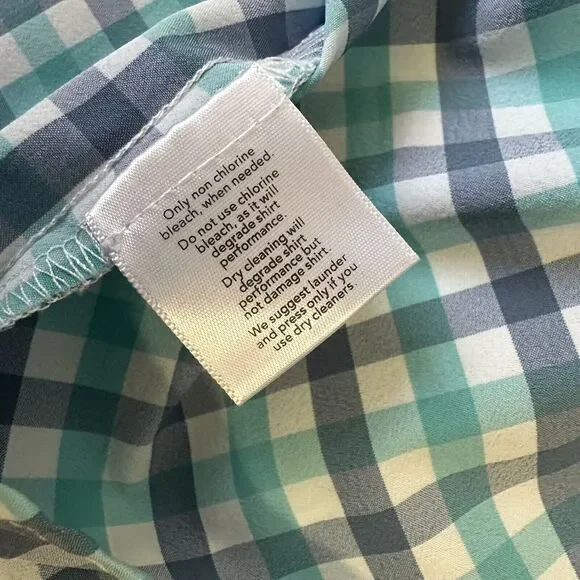 Only non chlorine
bleach, when needed.
Do not use chlorine
bleach, as it will
degrade shirt
performance.
Dry cleaning will
degrade shirt
performance but
not damage shirt.
We suggest launder
and press only if you
use dry cleaners.